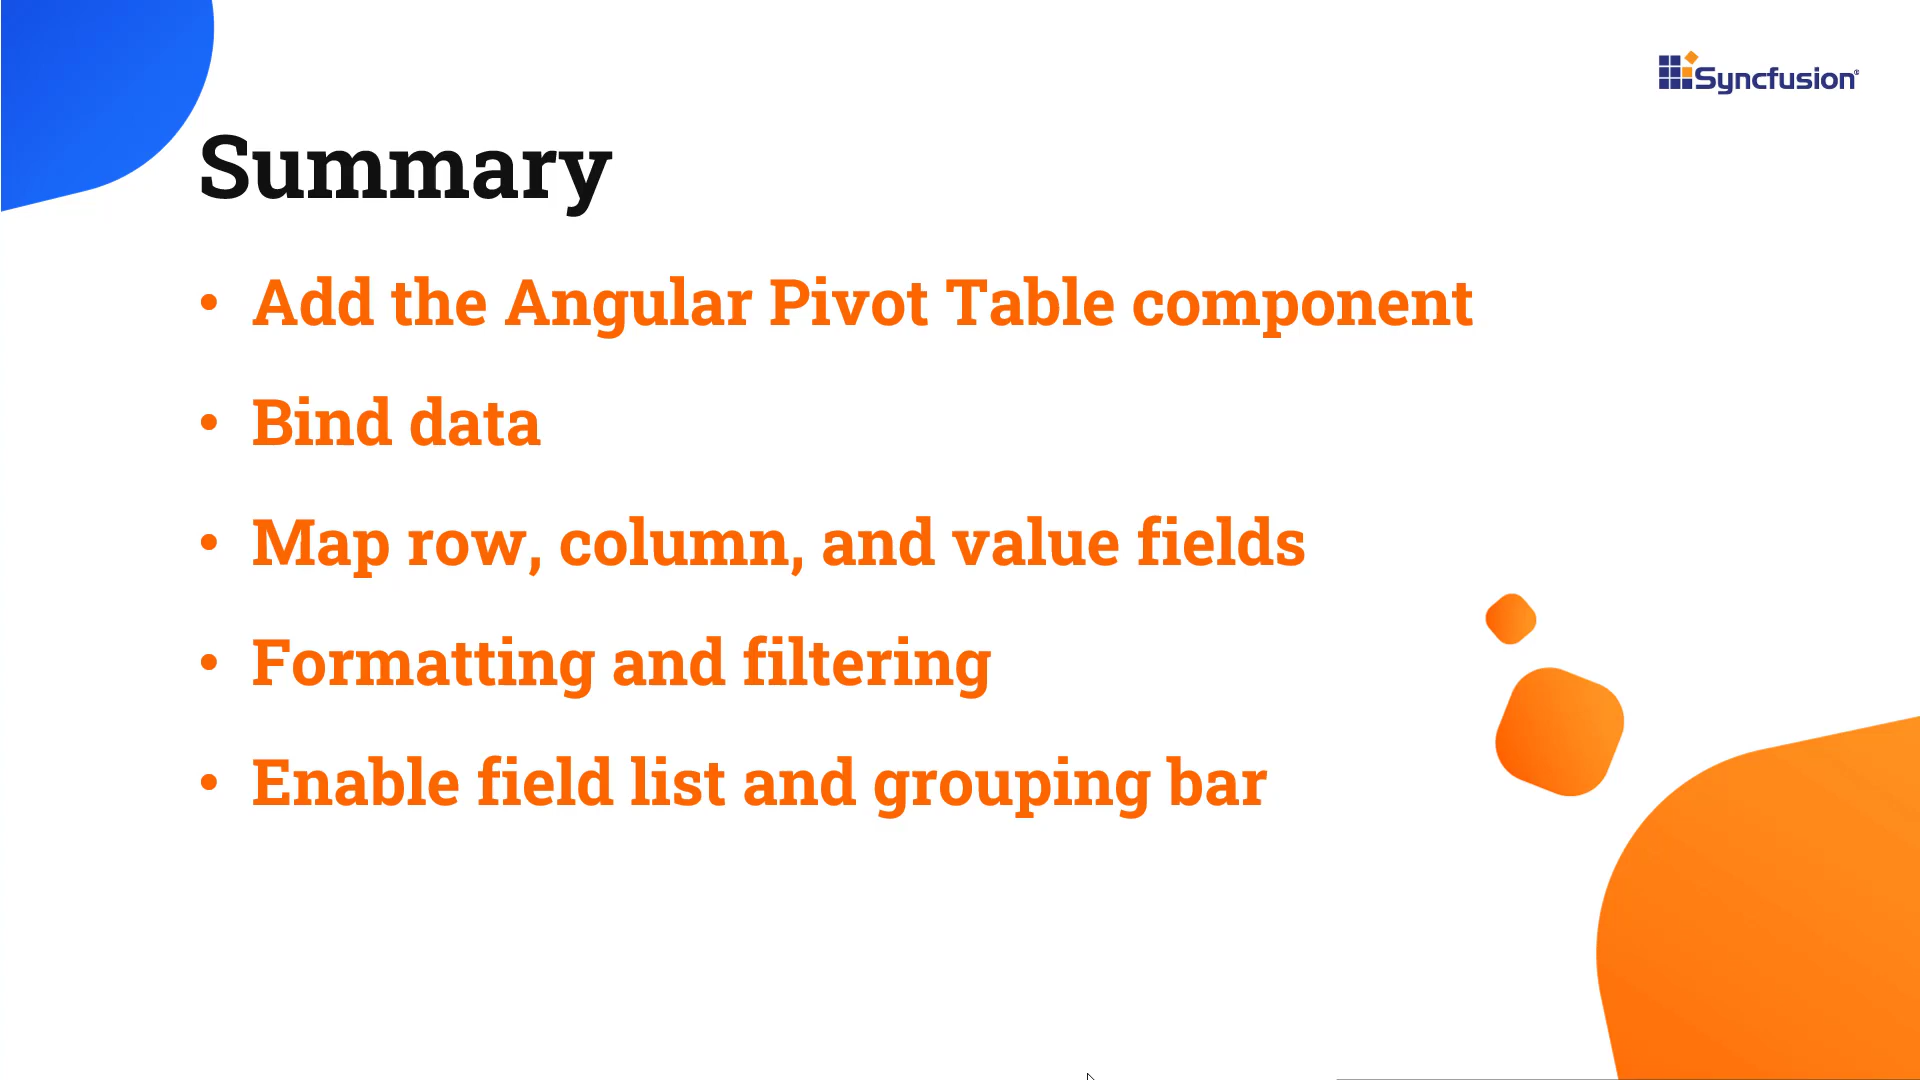 Syncfusion®
Summary
• Add the Angular Pivot Table component
• Bind data
• Map row, column, and value fields
• Formatting and filtering
• Enable field list and grouping bar